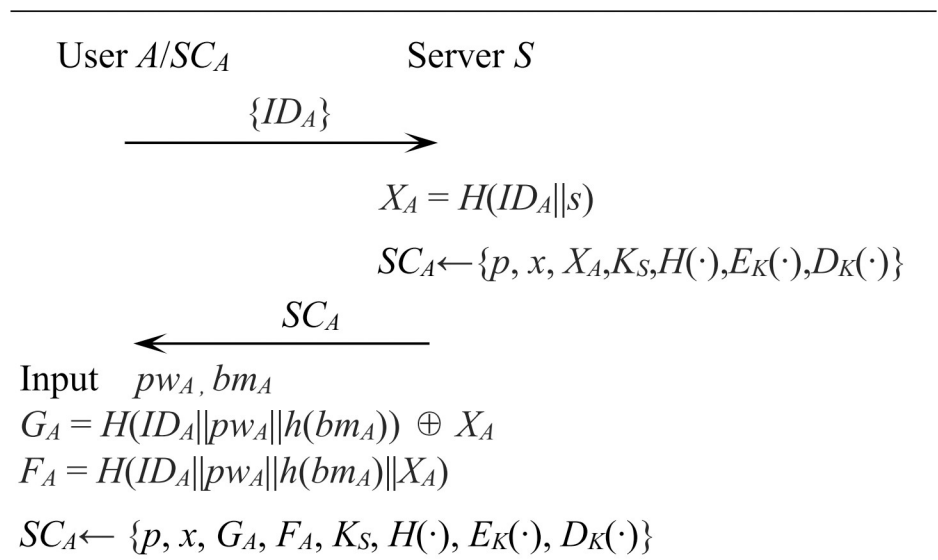 User A/SC_A Server S
{ID_A}
X_A = H(ID_A||s)
SC_A←{p, x, X_A,K_S,H(·),E_K(·),D_K(·)}
SC_A
Input pw_A , bm_A
G_A = H(ID_A||pw_A||h(bm_A)) ⊕ X_A
F_A = H(ID_A||pw_A||h(bm_A)||X_A)
SC_A← {p, x, G_A, F_A, K_S, H(·), E_K(·), D_K(·)}